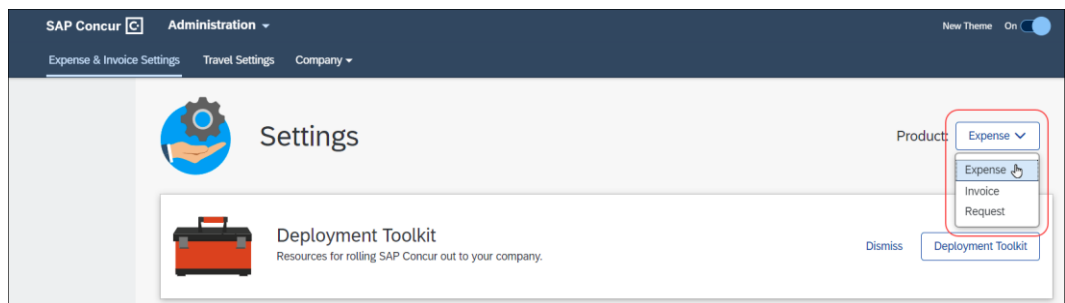 SAP Concur C Administration
New Theme On
Expense & Invoice Settings Travel Settings Company
Settings
Product: Expense
Expense
Invoice
Request
Deployment Toolkit
Resources for rolling SAP Concur out to your company.
Dismiss Deployment Toolkit